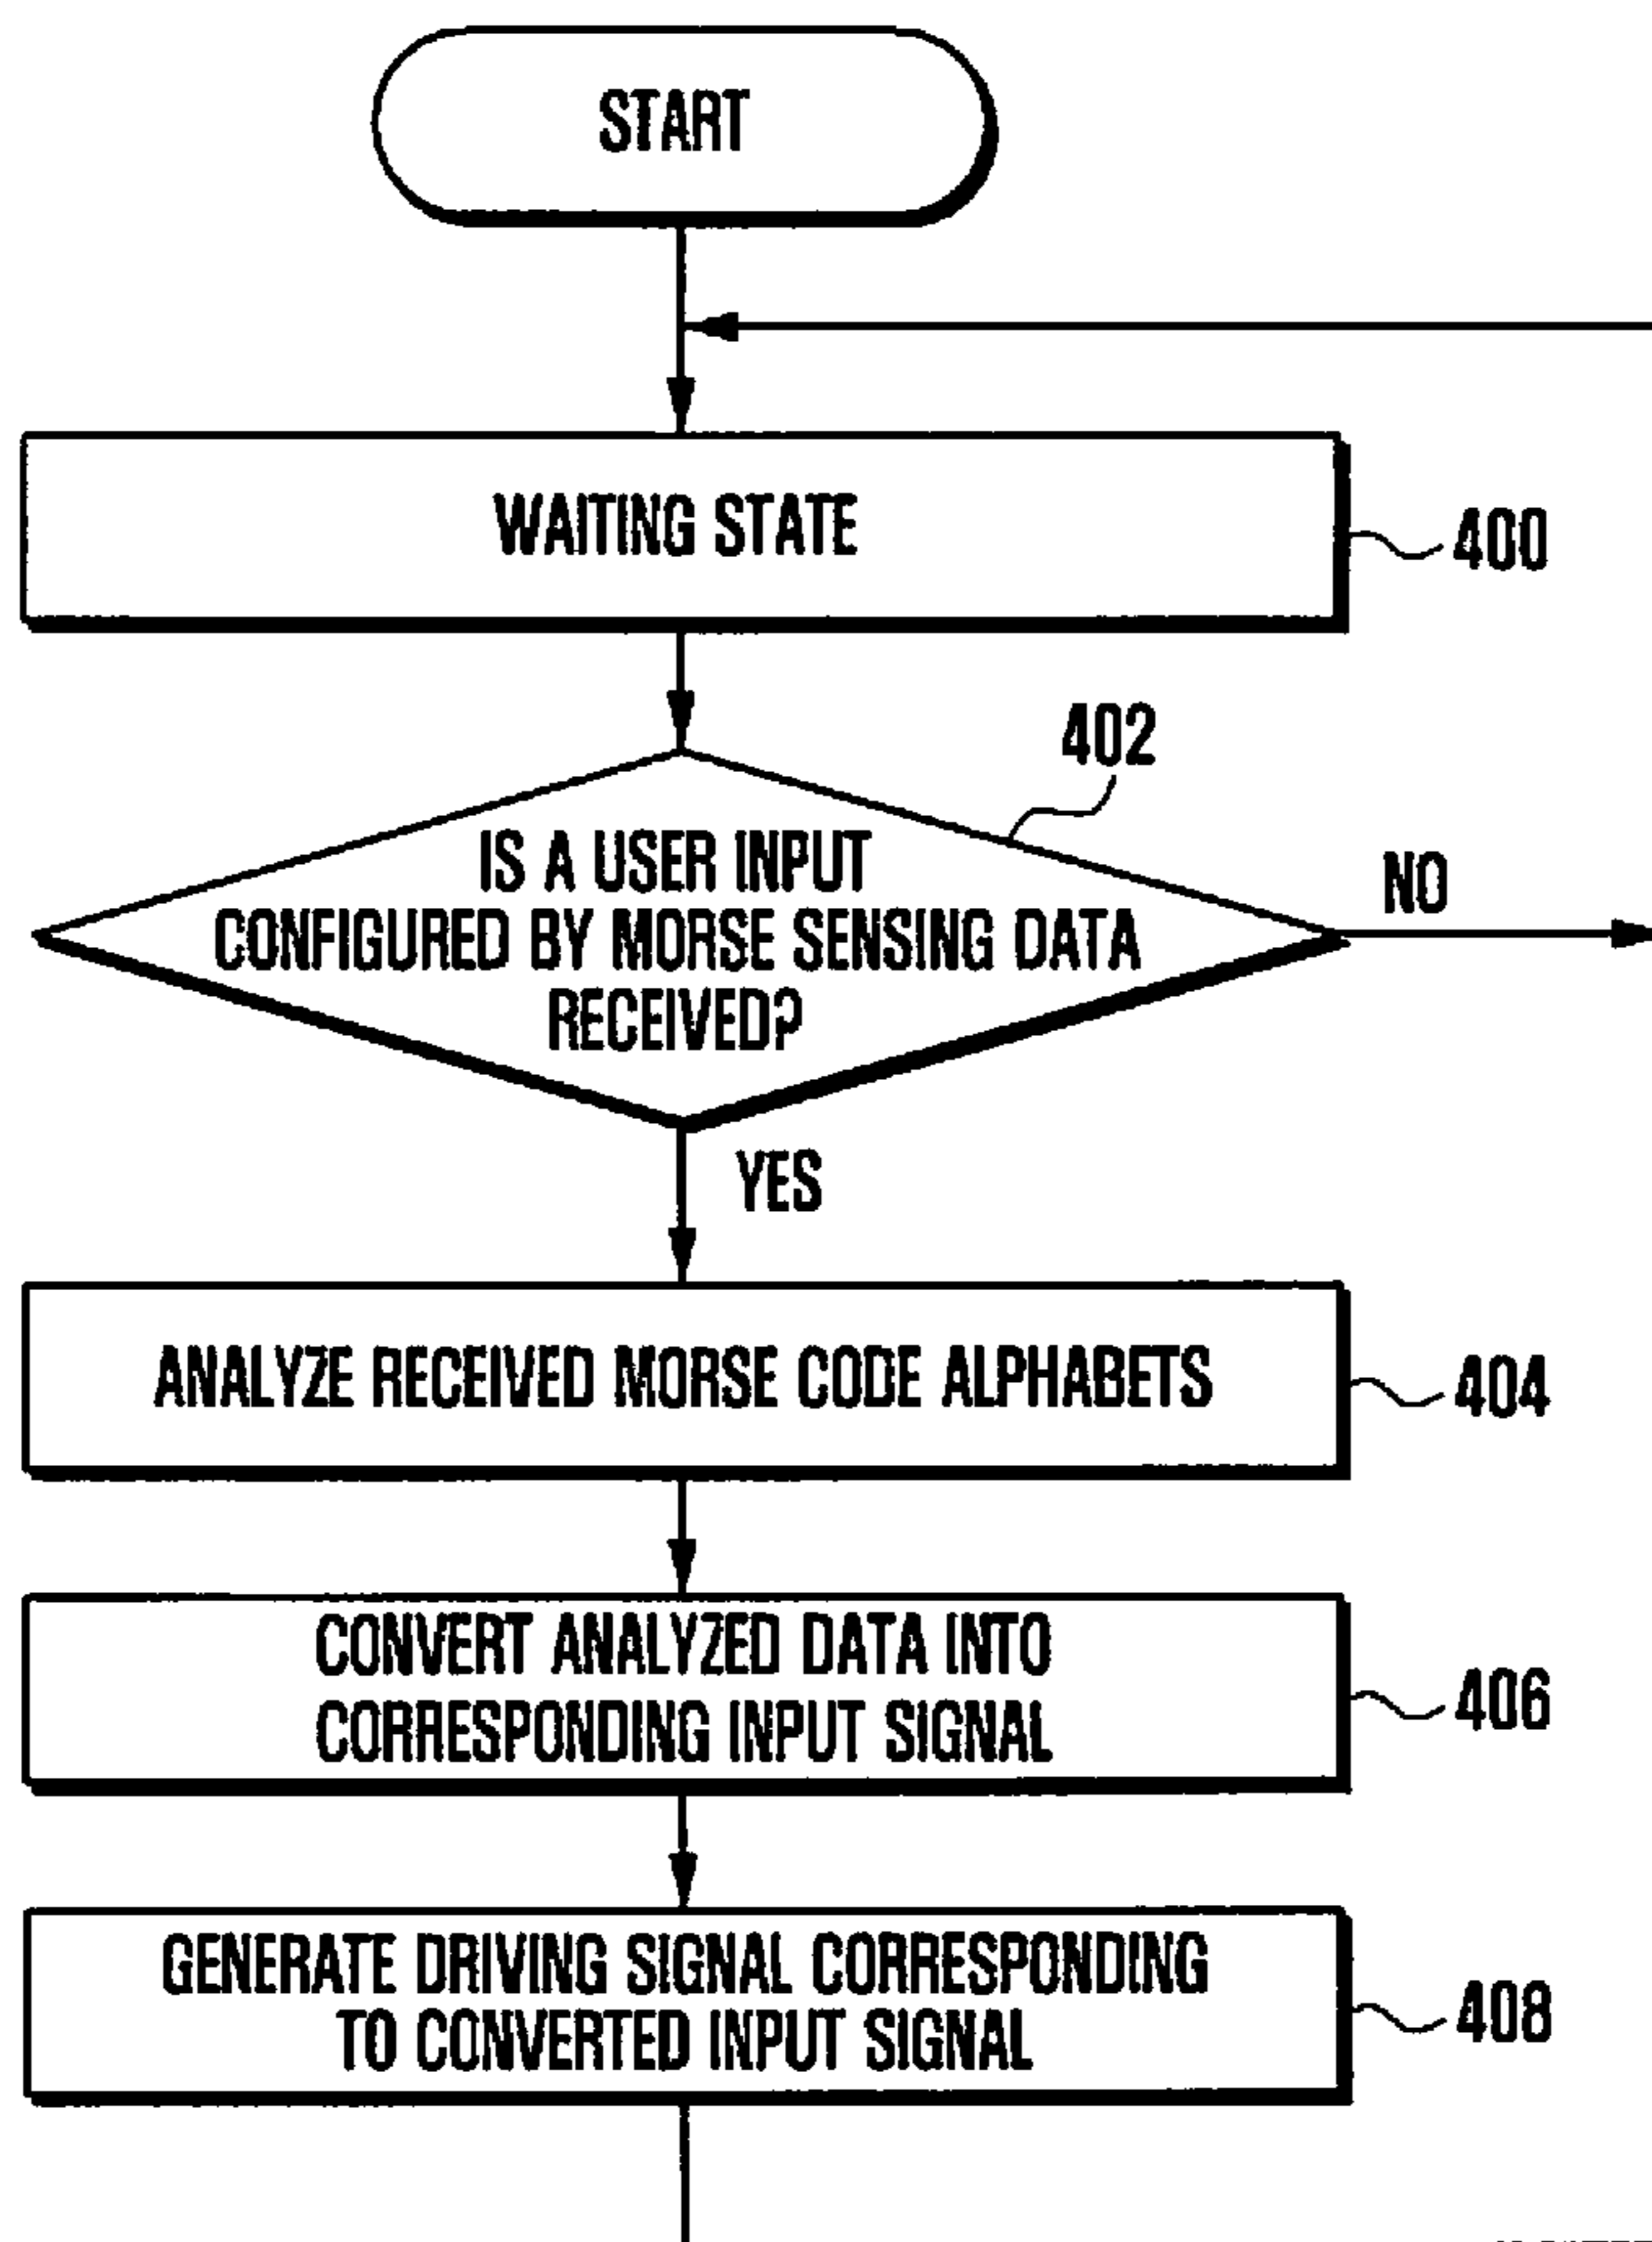 START
WAITING STATE
400
402
IS A USER INPUT
CONFIGURED BY MORSE SENSING DATA
RECEIVED?
NO
YES
ANALYZE RECEIVED MORSE CODE ALPHABETS
404
CONVERT ANALYZED DATA INTO
CORRESPONDING INPUT SIGNAL
406
GENERATE DRIVING SIGNAL CORRESPONDING
TO CONVERTED INPUT SIGNAL
408